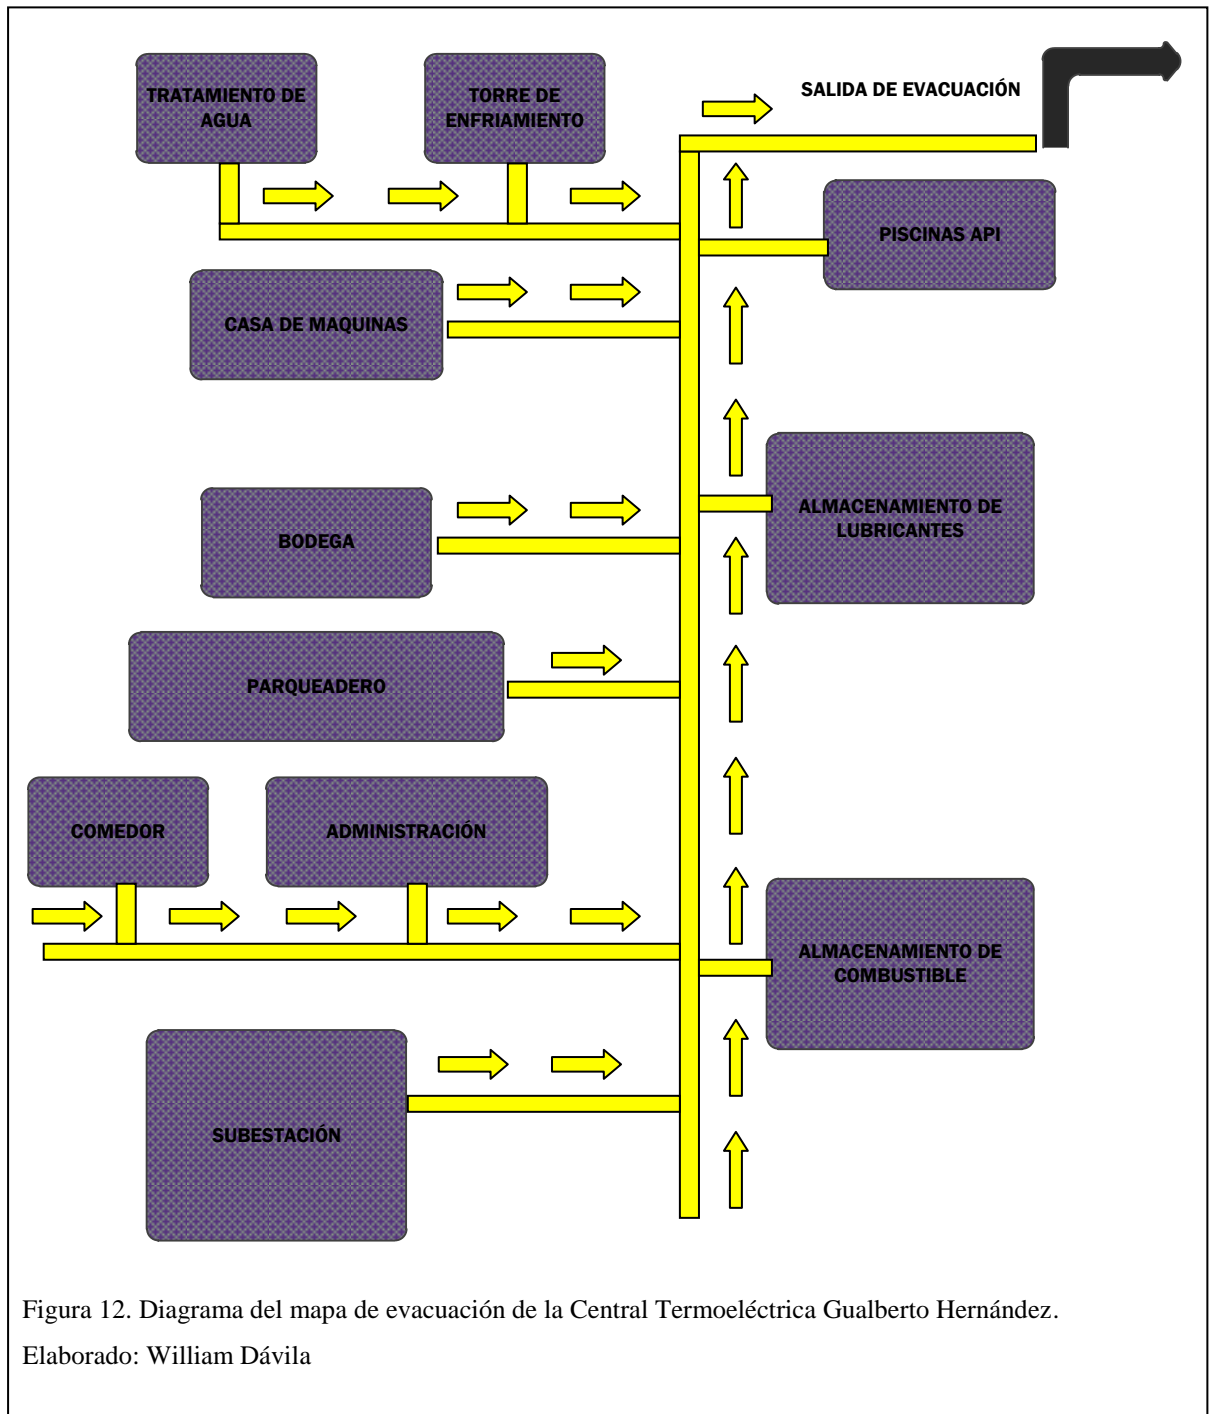 TRATAMIENTO DE
AGUA
TORRE DE
ENFRIAMIENTO
SALIDA DE EVACUACIÓN
PISCINAS API
CASA DE MAQUINAS
ALMACENAMIENTO DE
LUBRICANTES
BODEGA
PARQUEADERO
COMEDOR
ADMINISTRACIÓN
ALMACENAMIENTO DE
COMBUSTIBLE
SUBESTACIÓN
Figura 12. Diagrama del mapa de evacuación de la Central Termoeléctrica Gualberto Hernández.
Elaborado: William Dávila